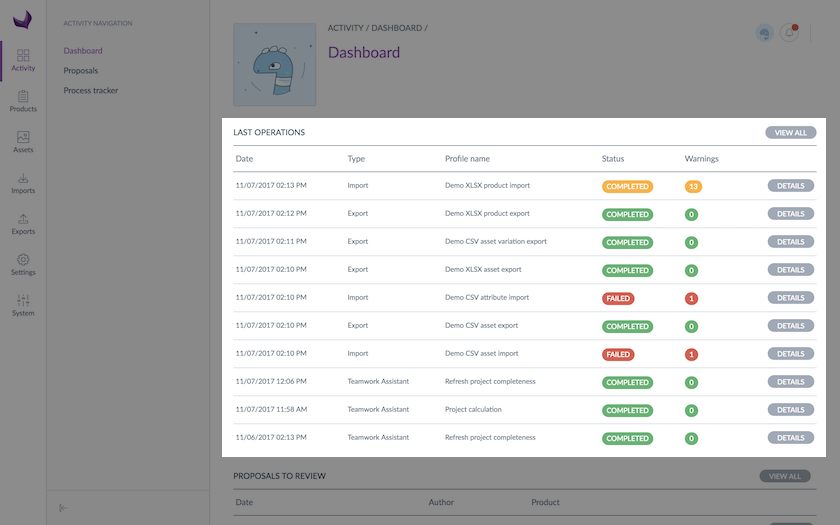 ACTIVITY NAVIGATION
Dashboard
Proposals
Process tracker
Activity
Products
Assets
Imports
Exports
Settings
System
ACTIVITY / DASHBOARD /
Dashboard
LAST OPERATIONS VIEW ALL
Date Type Profile name Status Warnings
11/07/2017 02:13 PM Import Demo XLSX product import COMPLETED 13 DETAILS
11/07/2017 02:12 PM Export Demo XLSX product export COMPLETED 0 DETAILS
11/07/2017 02:11 PM Export Demo CSV asset variation export COMPLETED 0 DETAILS
11/07/2017 02:10 PM Export Demo XLSX asset export COMPLETED 0 DETAILS
11/07/2017 02:10 PM Import Demo CSV attribute import FAILED 1 DETAILS
11/07/2017 02:10 PM Export Demo CSV asset export COMPLETED 0 DETAILS
11/07/2017 02:10 PM Import Demo CSV asset import FAILED 1 DETAILS
11/07/2017 12:06 PM Teamwork Assistant Refresh project completeness COMPLETED 0 DETAILS
11/07/2017 11:58 AM Teamwork Assistant Project calculation COMPLETED 0 DETAILS
11/06/2017 02:13 PM Teamwork Assistant Refresh project completeness COMPLETED 0 DETAILS
PROPOSALS TO REVIEW VIEW ALL
Date Author Product